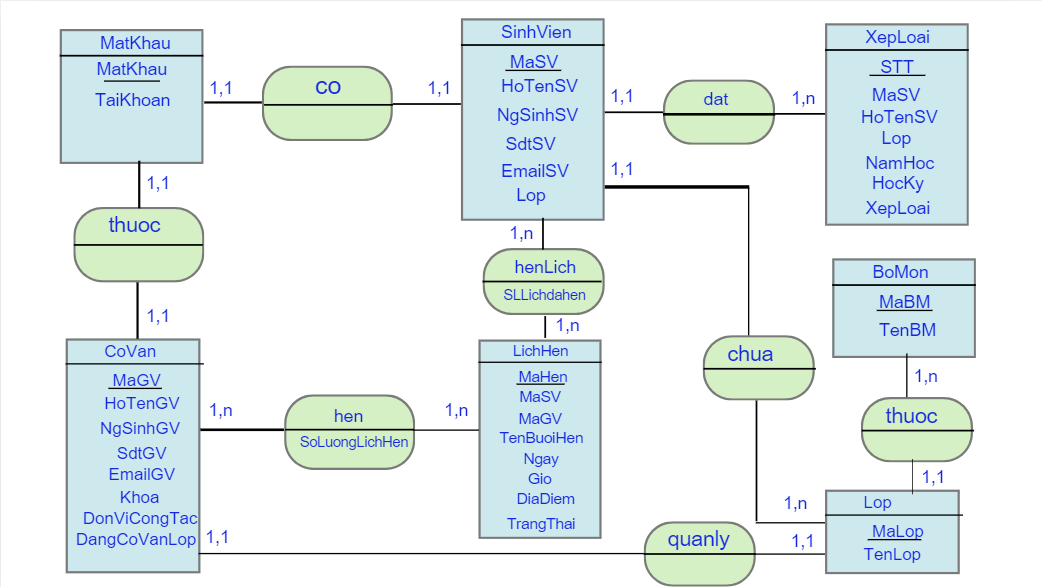 MatKhau
MatKhau
TaiKhoan
1,1
CO
1,1
SinhVien
MaSV
HoTenSV
NgSinhSV
SdtSV
EmailSV
Lop
1,1
dat
1,n
XepLoai
STT
MaSV
HoTenSV
Lop
NamHoc
HocKy
XepLoai
1,1
thuoc
1,1
1,n
henLich
SLLichdahen
1,n
1,1
chua
1,n
BoMon
MaBM
TenBM
1,n
thuoc
1,1
CoVan
MaGV
HoTenGV
NgSinhGV
SdtGV
EmailGV
Khoa
DonViCongTac
DangCoVanLop
1,n
hen
SoLuongLichHen
1,n
LichHen
MaHen
MaSV
MaGV
TenBuoiHen
Ngay
Gio
DiaDiem
TrangThai
1,1
quanly
1,1
Lop
MaLop
TenLop